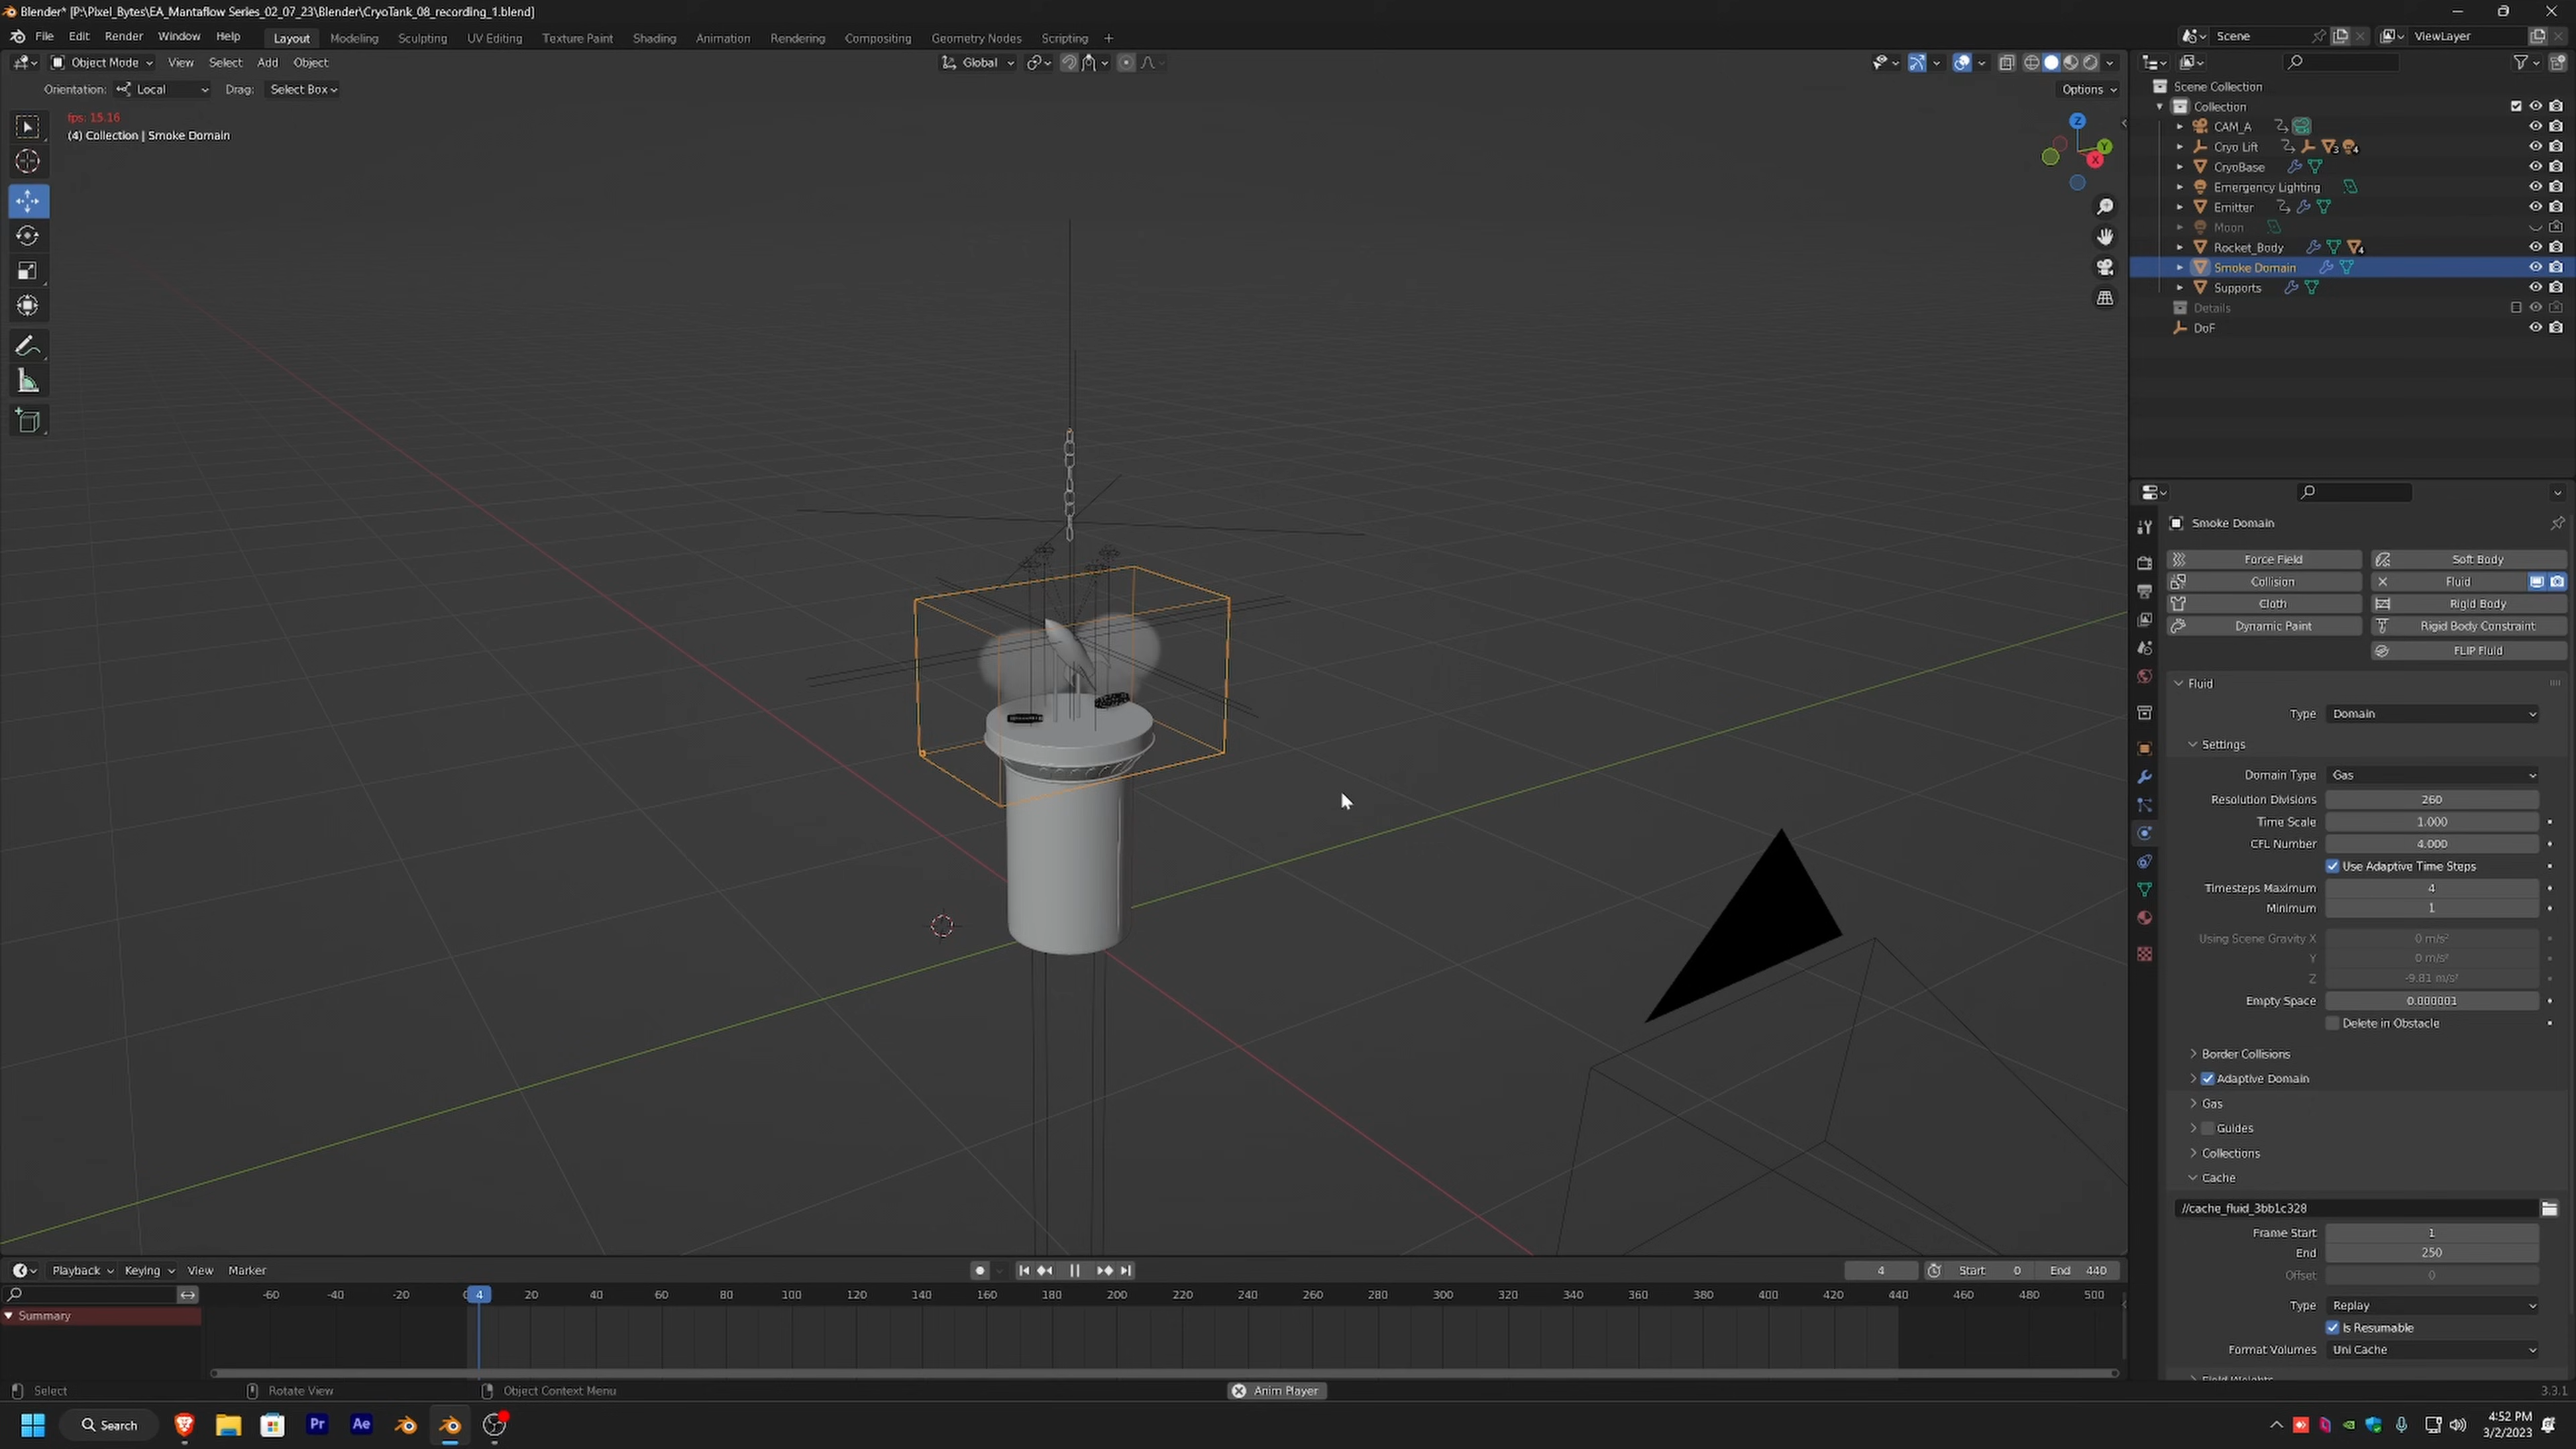 Blender* [P:\Pixel_Bytes\EA_Mantaflow Series_02_07_23\Blender\CryoTank_08_recording_1.blend]
File Edit Render Window Help Layout Modeling Sculpting UV Editing Texture Paint Shading Animation Rendering Compositing Geometry Nodes Scripting + Scene ViewLayer
Object Mode View Select Add Object Global
Orientation: Local Drag: Select Box Options
fps: 15.16
(4) Collection | Smoke Domain
Z
Y
X
Scene Collection
Collection
CAM_A
Cryo Lift 3 4
CryoBase
Emergency Lighting
Emitter
Moon
Rocket_Body 4
Smoke Domain
Supports
Details
DoF
Smoke Domain
Force Field Soft Body
Collision Fluid
Cloth Rigid Body
Dynamic Paint Rigid Body Constraint
FLIP Fluid
Fluid
Type Domain
Settings
Domain Type Gas
Resolution Divisions 260
Time Scale 1.000
CFL Number 4.000
Use Adaptive Time Steps
Timesteps Maximum 4
Minimum 1
Using Scene Gravity X 0 m/s²
Y 0 m/s²
Z -9.81 m/s²
Empty Space 0.000001
Delete in Obstacle
Border Collisions
Adaptive Domain
Gas
Guides
Collections
Cache
//cache_fluid_3bb1c328
Frame Start 1
End 250
Offset 0
Type Replay
Is Resumable
Format Volumes Uni Cache
Field Weights
Playback Keying View Marker 4 Start 0 End 440
-60 -40 -20 0 4 20 40 60 80 100 120 140 160 180 200 220 240 260 280 300 320 340 360 380 400 420 440 460 480 500
Summary
Select Rotate View Object Context Menu Anim Player 3.3.1
Search Pr Ae 4:52 PM
3/2/2023